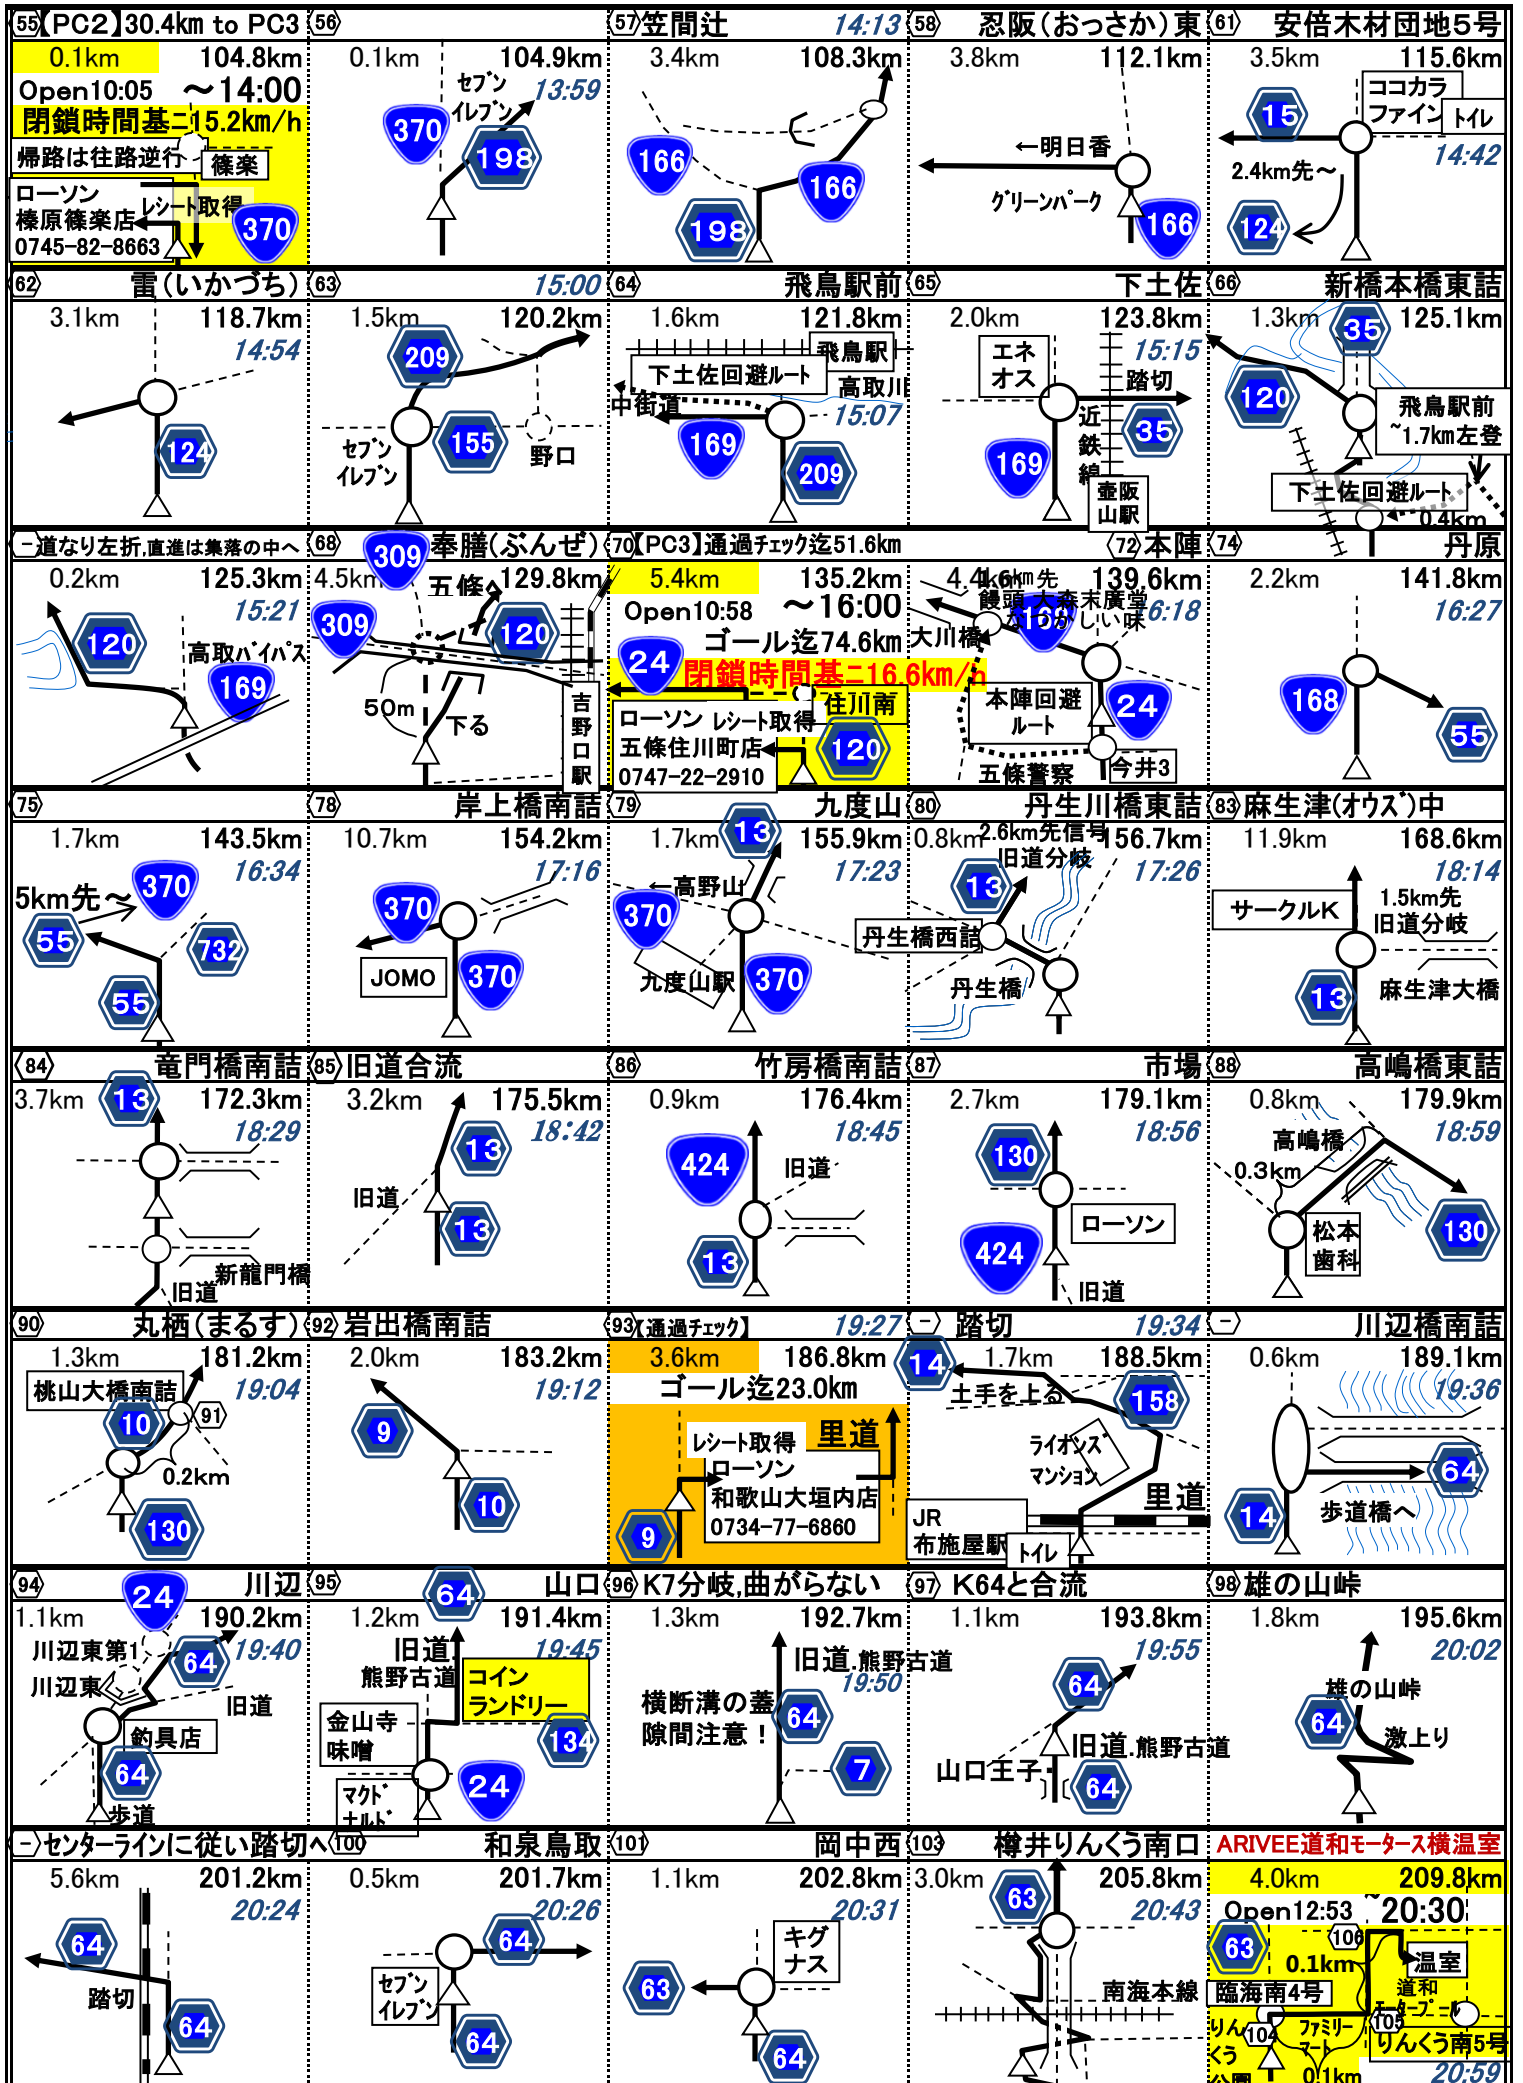 55【PC2】30.4km to PC3
0.1km 104.8km
Open10:05 ～14:00
閉鎖時間基ﾆ15.2km/h
帰路は往路逆行
篠楽
ローソン
榛原篠楽店
0745-82-8663
ﾚｼｰﾄ取得
370
56
0.1km 104.9km
13:59
ｾﾌﾞﾝ
ｲﾚﾌﾞﾝ
370
198
57 笠間辻 14:13
3.4km 108.3km
166
166
198
58 忍阪(おっさか)東
3.8km 112.1km
←明日香
ｸﾞﾘｰﾝﾊﾟｰｸ
166
61 安倍木材団地5号
3.5km 115.6km
15
ココカラ
ファイン
ﾄｲﾚ
14:42
2.4km先～
124
62 雷(いかづち)
3.1km 118.7km
14:54
124
63 15:00
1.5km 120.2km
209
ｾﾌﾞﾝ
ｲﾚﾌﾞﾝ
155
野口
64 飛鳥駅前
1.6km 121.8km
飛鳥駅
下土佐回避ﾙｰﾄ
高取川
中街道
15:07
169
209
65 下土佐
2.0km 123.8km
15:15
エネ
オス
踏切
近鉄線
35
169
壺阪
山駅
66 新橋本橋東詰
1.3km 125.1km
35
120
飛鳥駅前
~1.7km左登
下土佐回避ﾙｰﾄ
0.4km
- 道なり左折,直進は集落の中へ
0.2km 125.3km
15:21
120
高取ﾊﾞｲﾊﾟｽ
169
68 奉膳(ぶんぜ)
4.5km 129.8km
309
五條へ
309
120
50m
下る
吉野口駅
70【PC3】通過ﾁｪｯｸ迄51.6km
5.4km 135.2km
Open10:58 ～16:00
ゴール迄74.6km
24
閉鎖時間基ﾆ16.6km/h
住川南
ローソン ﾚｼｰﾄ取得
五條住川町店
0747-22-2910
120
72 本陣
4.4km 139.6km
1.6km先
饅頭 大森末廣堂
なつかしい味
16:18
168
大川橋
本陣回避
ルート
24
五條警察
今井3
74 丹原
2.2km 141.8km
16:27
168
55
75
1.7km 143.5km
16:34
5km先～
370
55
732
55
78 岸上橋南詰
10.7km 154.2km
17:16
370
JOMO
370
79 九度山
1.7km 155.9km
13
17:23
←高野山
370
九度山駅
370
80 丹生川橋東詰
0.8km 156.7km
2.6km先信号
旧道分岐
17:26
13
丹生橋西詰
丹生橋
83 麻生津(ｵｳｽﾞ)中
11.9km 168.6km
18:14
サークルK
1.5km先
旧道分岐
13
麻生津大橋
84 竜門橋南詰
3.7km 172.3km
13
18:29
新龍門橋
旧道
85 旧道合流
3.2km 175.5km
18:42
13
旧道
13
86 竹房橋南詰
0.9km 176.4km
18:45
424
旧道
13
87 市場
2.7km 179.1km
18:56
130
ローソン
424
旧道
88 高嶋橋東詰
0.8km 179.9km
18:59
高嶋橋
0.3km
松本
歯科
130
90 丸栖(まるす)
1.3km 181.2km
19:04
桃山大橋南詰
10
91
0.2km
130
92 岩出橋南詰
2.0km 183.2km
19:12
9
10
93【通過ﾁｪｯｸ】 19:27
3.6km 186.8km
ゴール迄23.0km
ﾚｼｰﾄ取得
里道
ローソン
和歌山大垣内店
0734-77-6860
9
- 踏切 19:34
14
1.7km 188.5km
土手を上る
158
ﾗｲｵﾝｽﾞ
ﾏﾝｼｮﾝ
里道
JR
布施屋駅
ﾄｲﾚ
- 川辺橋南詰
0.6km 189.1km
19:36
64
14
歩道橋へ
94 川辺
24
1.1km 190.2km
19:40
川辺東第1
64
川辺東
旧道
釣具店
64
歩道
95 山口
64
1.2km 191.4km
19:45
旧道
熊野古道
コイン
ランドリー
金山寺
味噌
134
ﾏｸﾄﾞ
ﾅﾙﾄﾞ
24
96 K7分岐,曲がらない
1.3km 192.7km
旧道.熊野古道
19:50
横断溝の蓋
隙間注意！
64
7
97 K64と合流
1.1km 193.8km
19:55
64
旧道.熊野古道
山口王子
64
98 雄の山峠
1.8km 195.6km
20:02
雄の山峠
64
激上り
- センターラインに従い踏切へ
5.6km 201.2km
20:24
64
踏切
64
100 和泉鳥取
0.5km 201.7km
20:26
64
ｾﾌﾞﾝ
ｲﾚﾌﾞﾝ
64
101 岡中西
1.1km 202.8km
20:31
キグ
ナス
63
64
103 樽井りんくう南口
3.0km 205.8km
20:43
63
南海本線
ARIVEE道和ﾓｰﾀｰｽ横温室
4.0km 209.8km
Open12:53 ~20:30
63
106
0.1km
温室
道和
ﾓｰﾀｰﾌﾟｰﾙ
臨海南4号
りん
くう
公園
104
ﾌｧﾐﾘｰ
ﾏｰﾄ
105
りんくう南5号
0.1km
20:59